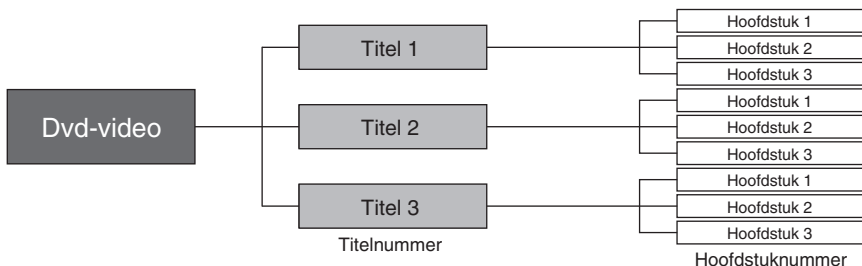 Dvd-video
Titel 1
Hoofdstuk 1
Hoofdstuk 2
Hoofdstuk 3
Titel 2
Hoofdstuk 1
Hoofdstuk 2
Hoofdstuk 3
Titel 3
Hoofdstuk 1
Hoofdstuk 2
Hoofdstuk 3
Titelnummer
Hoofdstuknummer